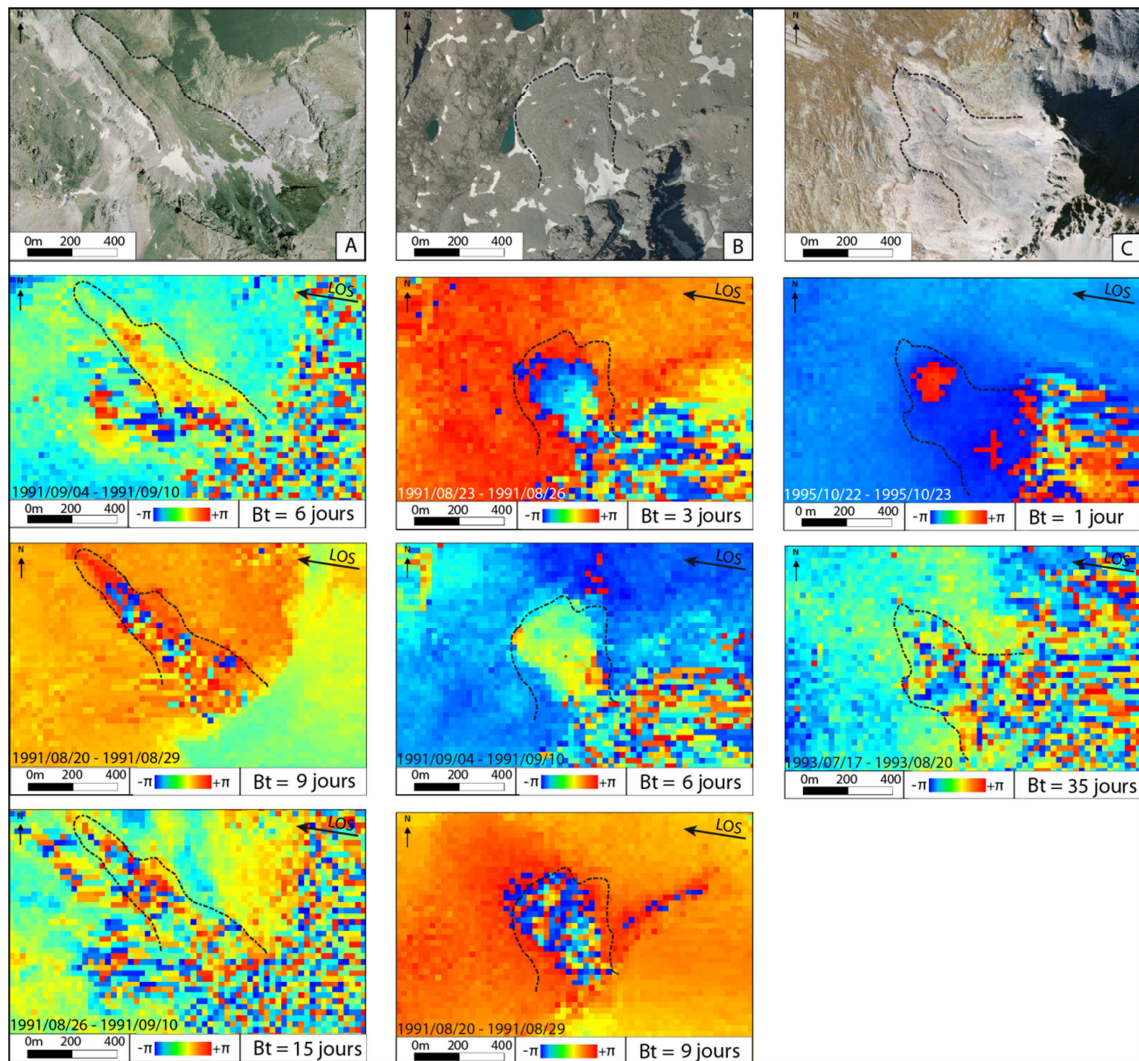 N
0m 200 400
A
N
0m 200 400
B
N
0m 200 400
C
N
LOS
1991/09/04 - 1991/09/10
0m 200 400
-π +π
Bt = 6 jours
LOS
1991/08/23 - 1991/08/26
0m 200 400
-π +π
Bt = 3 jours
N
LOS
1995/10/22 - 1995/10/23
0 m 200 400
-π +π
Bt = 1 jour
N
LOS
1991/08/20 - 1991/08/29
0m 200 400
-π +π
Bt = 9 jours
N
LOS
1991/09/04 - 1991/09/10
0m 200 400
-π +π
Bt = 6 jours
N
LOS
1993/07/17 - 1993/08/20
0m 200 400
-π +π
Bt = 35 jours
N
LOS
1991/08/26 - 1991/09/10
0m 200 400
-π +π
Bt = 15 jours
N
LOS
1991/08/20 - 1991/08/29
0m 200 400
-π +π
Bt = 9 jours